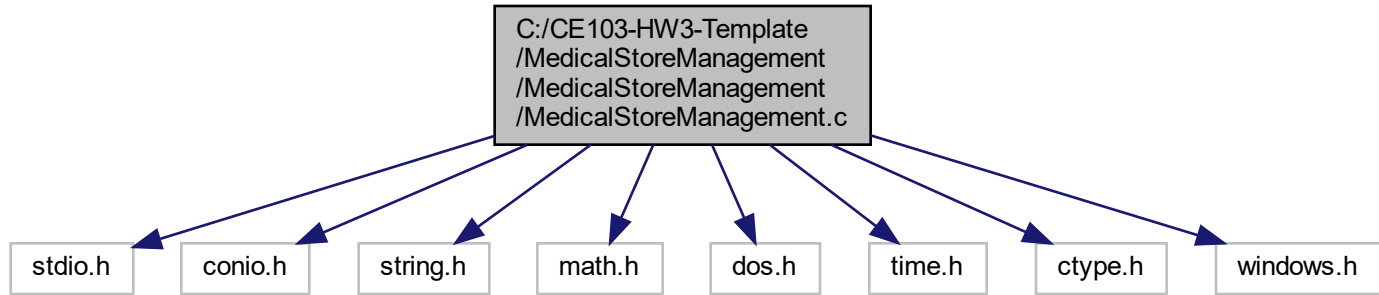 C:/CE103-HW3-Template
/MedicalStoreManagement
/MedicalStoreManagement
/MedicalStoreManagement.c
stdio.h
conio.h
string.h
math.h
dos.h
time.h
ctype.h
windows.h